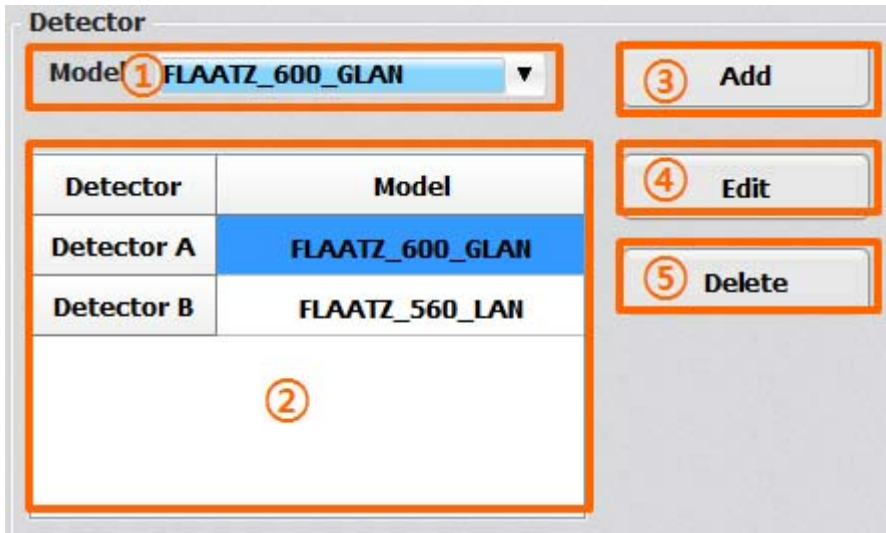 Detector
Model ① FLAATZ_600_GLAN ▼
③ Add
Detector Model
④ Edit
Detector A FLAATZ_600_GLAN
⑤ Delete
Detector B FLAATZ_560_LAN
②